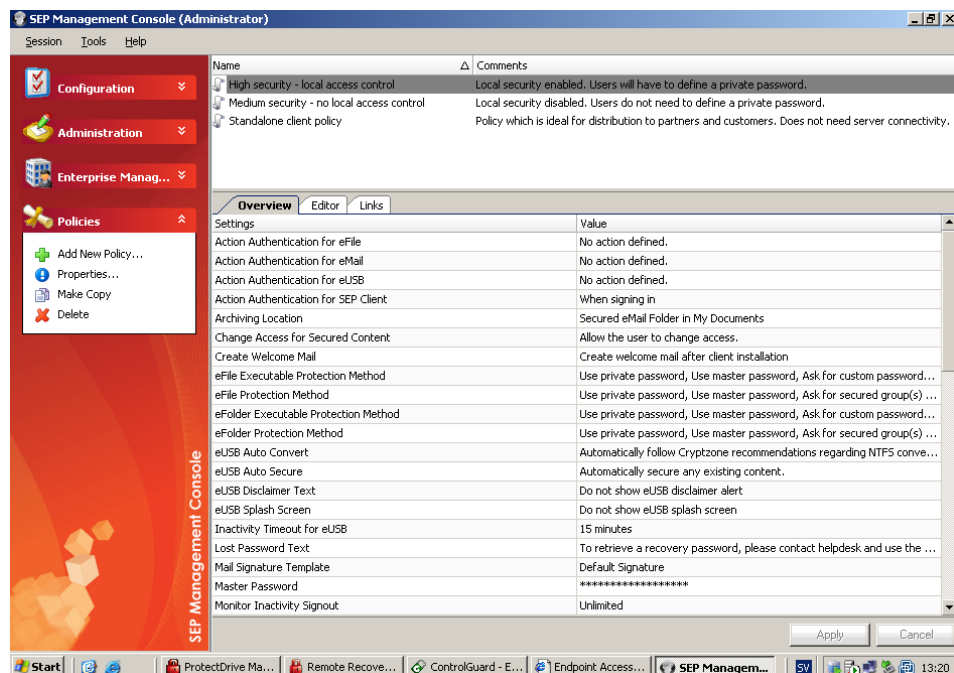 SEP Management Console (Administrator)
Session Tools Help
Configuration
Administration
Enterprise Manag...
Policies
Add New Policy...
Properties...
Make Copy
Delete
SEP Management Console
Name Comments
High security - local access control Local security enabled. Users will have to define a private password.
Medium security - no local access control Local security disabled. Users do not need to define a private password.
Standalone client policy Policy which is ideal for distribution to partners and customers. Does not need server connectivity.
Overview Editor Links
Settings Value
Action Authentication for eFile No action defined.
Action Authentication for eMail No action defined.
Action Authentication for eUSB No action defined.
Action Authentication for SEP Client When signing in
Archiving Location Secured eMail Folder in My Documents
Change Access for Secured Content Allow the user to change access.
Create Welcome Mail Create welcome mail after client installation
eFile Executable Protection Method Use private password, Use master password, Ask for custom password...
eFile Protection Method Use private password, Use master password, Ask for secured group(s) ...
eFolder Executable Protection Method Use private password, Use master password, Ask for custom password...
eFolder Protection Method Use private password, Use master password, Ask for secured group(s) ...
eUSB Auto Convert Automatically follow Cryptzone recommendations regarding NTFS conve...
eUSB Auto Secure Automatically secure any existing content.
eUSB Disclaimer Text Do not show eUSB disclaimer alert
eUSB Splash Screen Do not show eUSB splash screen
Inactivity Timeout for eUSB 15 minutes
Lost Password Text To retrieve a recovery password, please contact helpdesk and use the ...
Mail Signature Template Default Signature
Master Password ******************
Monitor Inactivity Signout Unlimited
Apply Cancel
Start ProtectDrive Ma... Remote Recove... ControlGuard - E... Endpoint Access... SEP Managem... SV 13:20